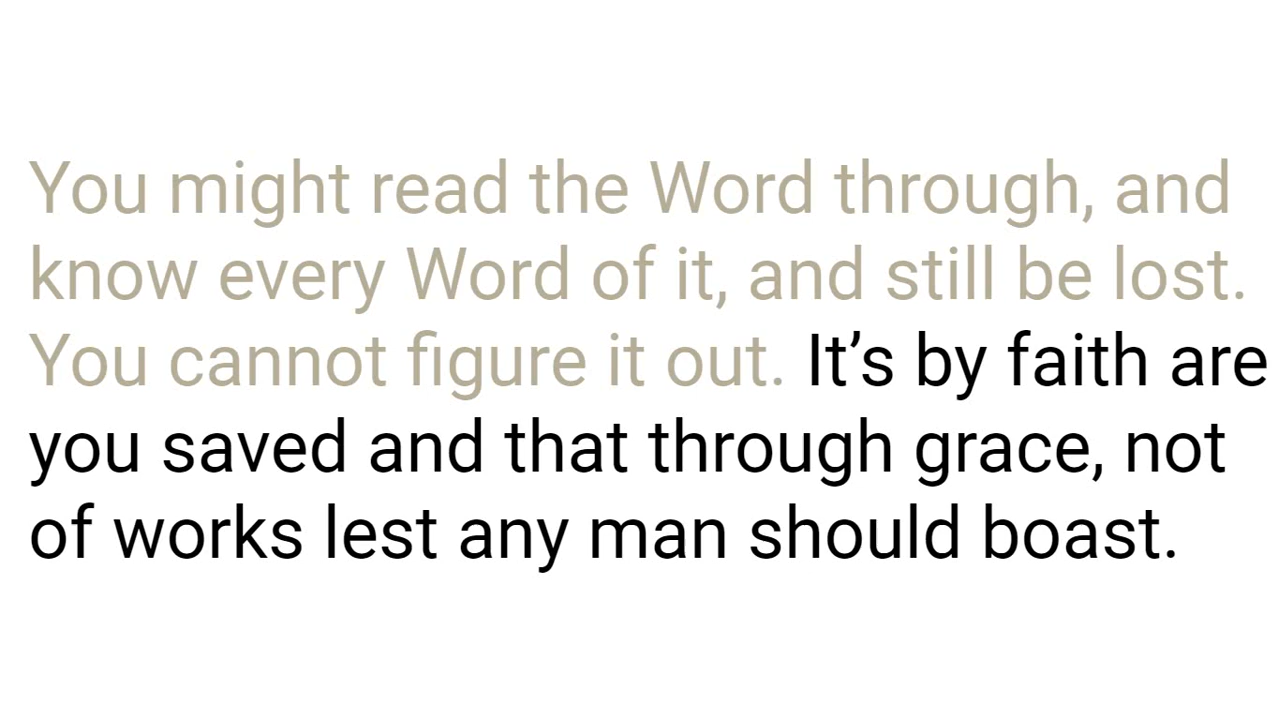 You might read the Word through, and
know every Word of it, and still be lost.
You cannot figure it out. It’s by faith are
you saved and that through grace, not
of works lest any man should boast.